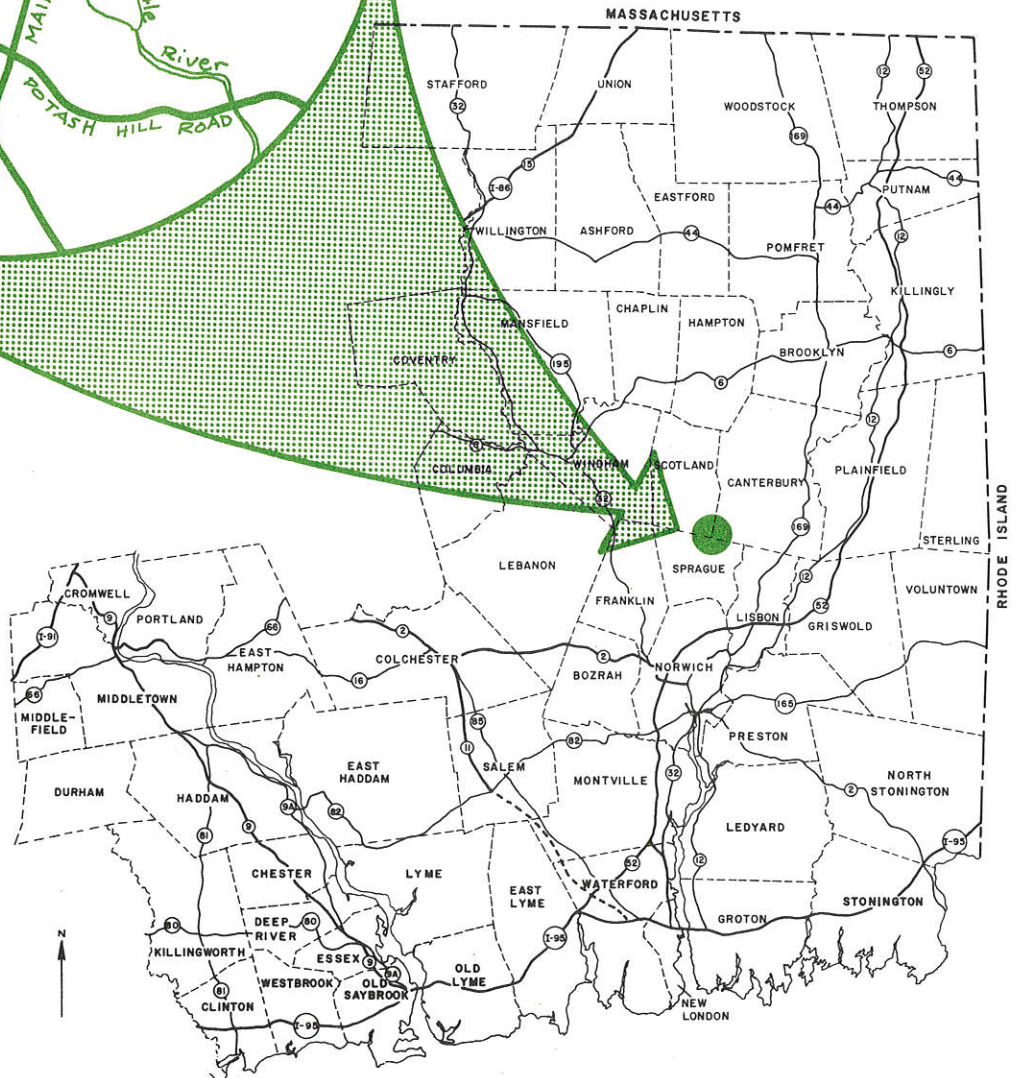 MASSACHUSETTS
MAIN
River
POTASH HILL ROAD
STAFFORD
UNION
WOODSTOCK
THOMPSON
12
52
32
169
15
I-86
EASTFORD
PUTNAM
44
44
44
WILLINGTON
ASHFORD
44
POMFRET
12
KILLINGLY
MANSFIELD
CHAPLIN
HAMPTON
COVENTRY
195
BROOKLYN
6
6
12
6
COLUMBIA
WINDHAM
SCOTLAND
CANTERBURY
PLAINFIELD
32
169
STERLING
RHODE ISLAND
LEBANON
SPRAGUE
12
VOLUNTOWN
CROMWELL
9
PORTLAND
FRANKLIN
LISBON
52
GRISWOLD
I-91
66
EAST
HAMPTON
2
COLCHESTER
2
NORWICH
BOZRAH
16
66
MIDDLE-
FIELD
MIDDLETOWN
165
85
82
PRESTON
11
SALEM
MONTVILLE
32
NORTH
STONINGTON
2
DURHAM
HADDAM
EAST
HADDAM
9A
82
81
9
LEDYARD
I-95
CHESTER
LYME
EAST
LYME
52
WATERFORD
12
STONINGTON
GROTON
80
DEEP
RIVER
80
KILLINGWORTH
ESSEX
9
9A
I-95
N
WESTBROOK
OLD
SAYBROOK
OLD
LYME
81
CLINTON
I-95
NEW
LONDON